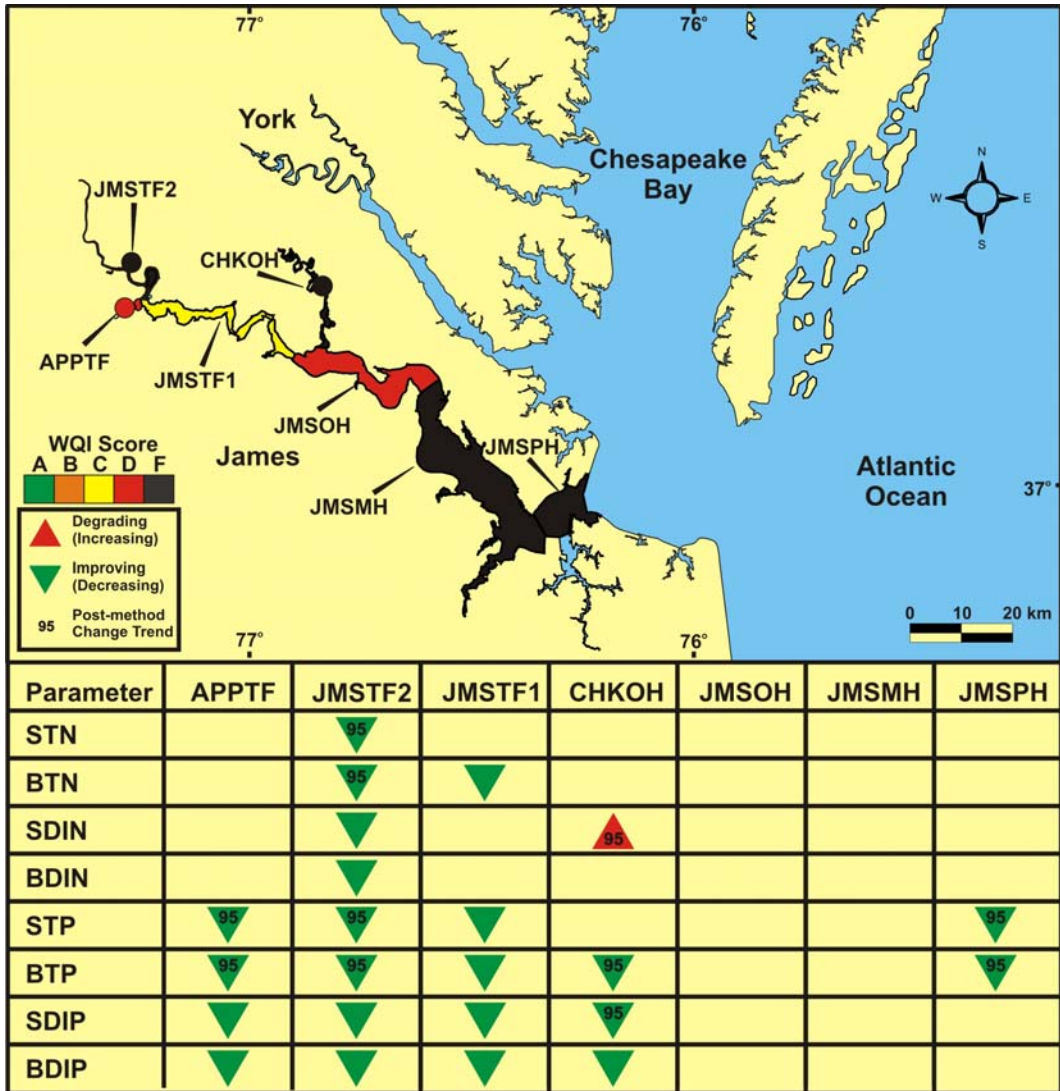 77°
76°
York
Chesapeake
Bay
N
W
E
S
JMSTF2
CHKOH
APPTF
JMSTF1
JMSOH
James
JMSPH
JMSMH
Atlantic
Ocean
37°
WQI Score
A B C D F
Degrading
(Increasing)
Improving
(Decreasing)
95 Post-method
Change Trend
0 10 20 km
77°
76°
Parameter APPTF JMSTF2 JMSTF1 CHKOH JMSOH JMSMH JMSPH
STN 95
BTN 95
SDIN 95
BDIN
STP 95 95 95
BTP 95 95 95 95
SDIP 95
BDIP